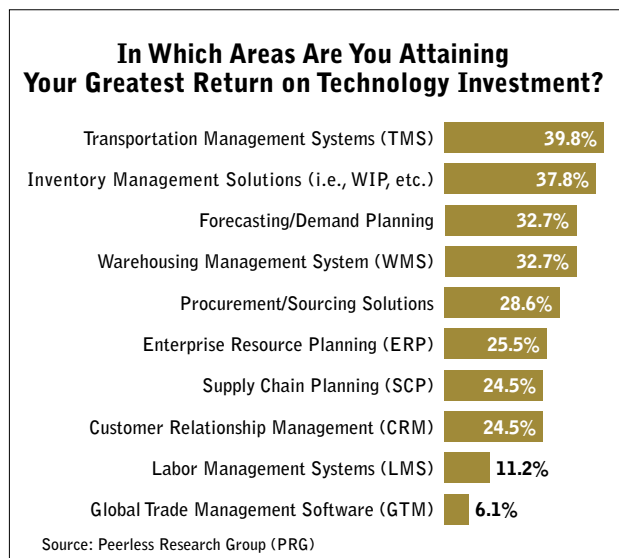 In Which Areas Are You Attaining
Your Greatest Return on Technology Investment?
Transportation Management Systems (TMS) 39.8%
Inventory Management Solutions (i.e., WIP, etc.) 37.8%
Forecasting/Demand Planning 32.7%
Warehousing Management System (WMS) 32.7%
Procurement/Sourcing Solutions 28.6%
Enterprise Resource Planning (ERP) 25.5%
Supply Chain Planning (SCP) 24.5%
Customer Relationship Management (CRM) 24.5%
Labor Management Systems (LMS) 11.2%
Global Trade Management Software (GTM) 6.1%
Source: Peerless Research Group (PRG)